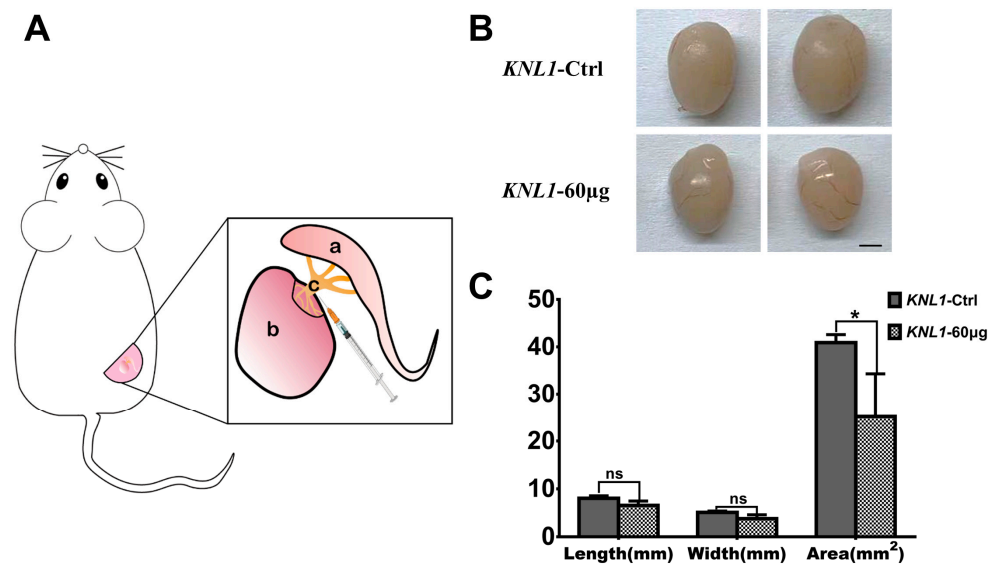 A
a
b
c
B
KNL1-Ctrl
KNL1-60μg
C
50
40
30
20
10
0
ns
ns
*
KNL1-Ctrl
KNL1-60μg
Length(mm)
Width(mm)
Area(mm²)